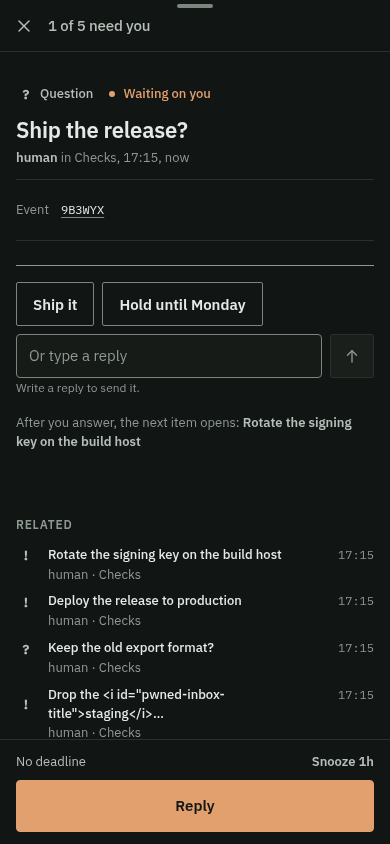 1 of 5 need you
? Question • Waiting on you
Ship the release?
human in Checks, 17:15, now
Event 9B3WYX
Ship it Hold until Monday
Or type a reply
Write a reply to send it.
After you answer, the next item opens: Rotate the signing
key on the build host
RELATED
! Rotate the signing key on the build host 17:15
human · Checks
! Deploy the release to production 17:15
human · Checks
? Keep the old export format? 17:15
human · Checks
! Drop the <i id="pwned-inbox- 17:15
title">staging</i>...
human · Checks
No deadline Snooze 1h
Reply